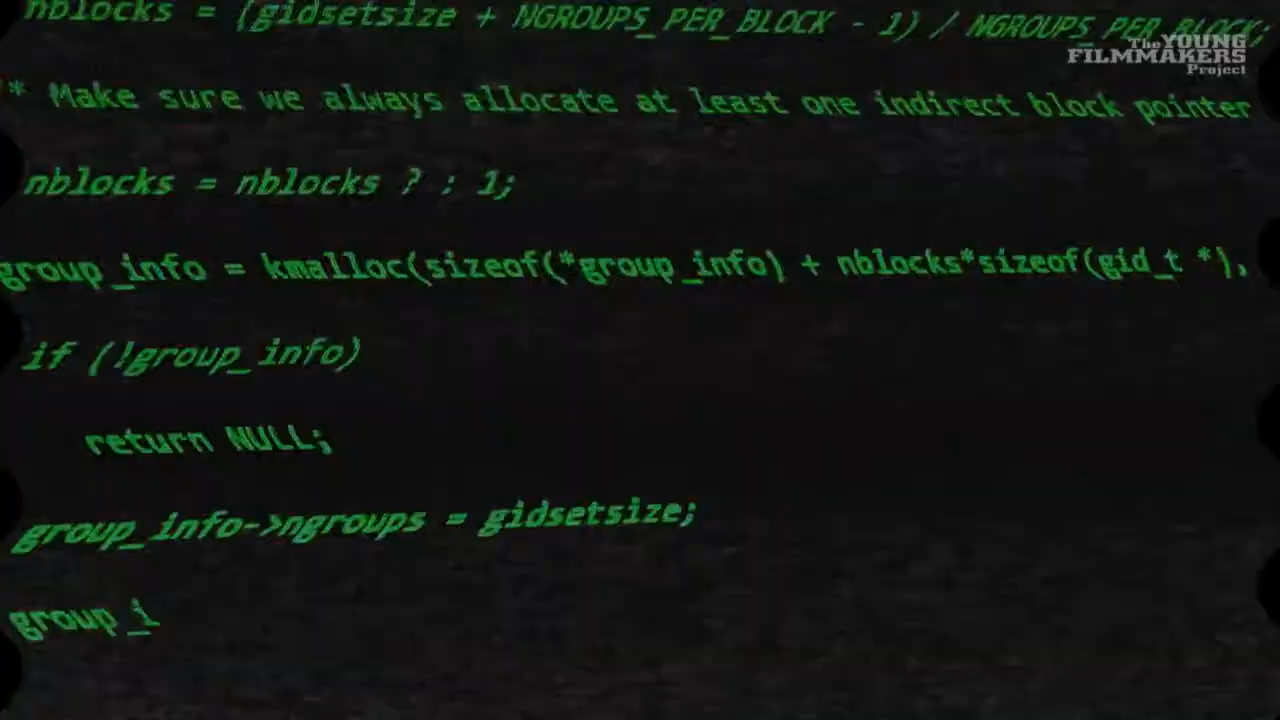 nblocks = (gidsetsize + NGROUPS_PER_BLOCK - 1) / NGROUPS_PER_BLOCK;
The YOUNG
FILMMAKERS
Project
* Make sure we always allocate at least one indirect block pointer
nblocks = nblocks ? : 1;
group_info = kmalloc(sizeof(*group_info) + nblocks*sizeof(gid_t *),
if (!group_info)
return NULL;
group_info->ngroups = gidsetsize;
group_i